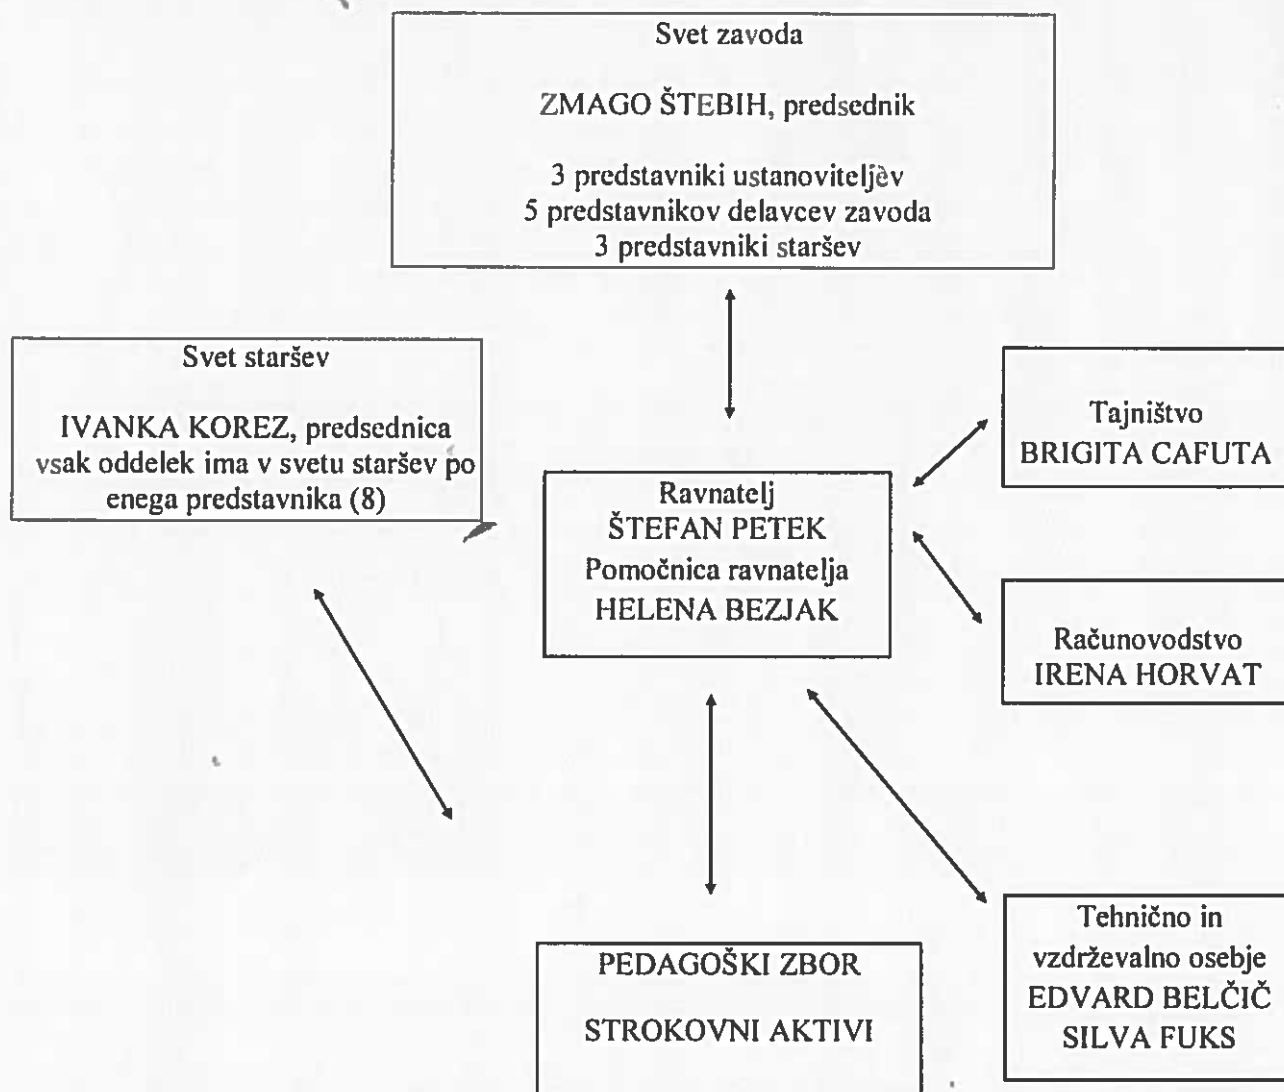 Svet zavoda
ZMAGO ŠTEBIH, predsednik
3 predstavniki ustanoviteljev
5 predstavnikov delavcev zavoda
3 predstavniki staršev
Svet staršev
IVANKA KOREZ, predsednica
vsak oddelek ima v svetu staršev po
enega predstavnika (8)
Tajništvo
BRIGITA CAFUTA
Ravnatelj
ŠTEFAN PETEK
Pomočnica ravnatelja
HELENA BEZJAK
Računovodstvo
IRENA HORVAT
PEDAGOŠKI ZBOR
STROKOVNI AKTIVI
Tehnično in
vzdrževalno osebje
EDVARD BELČIČ
SILVA FUKS